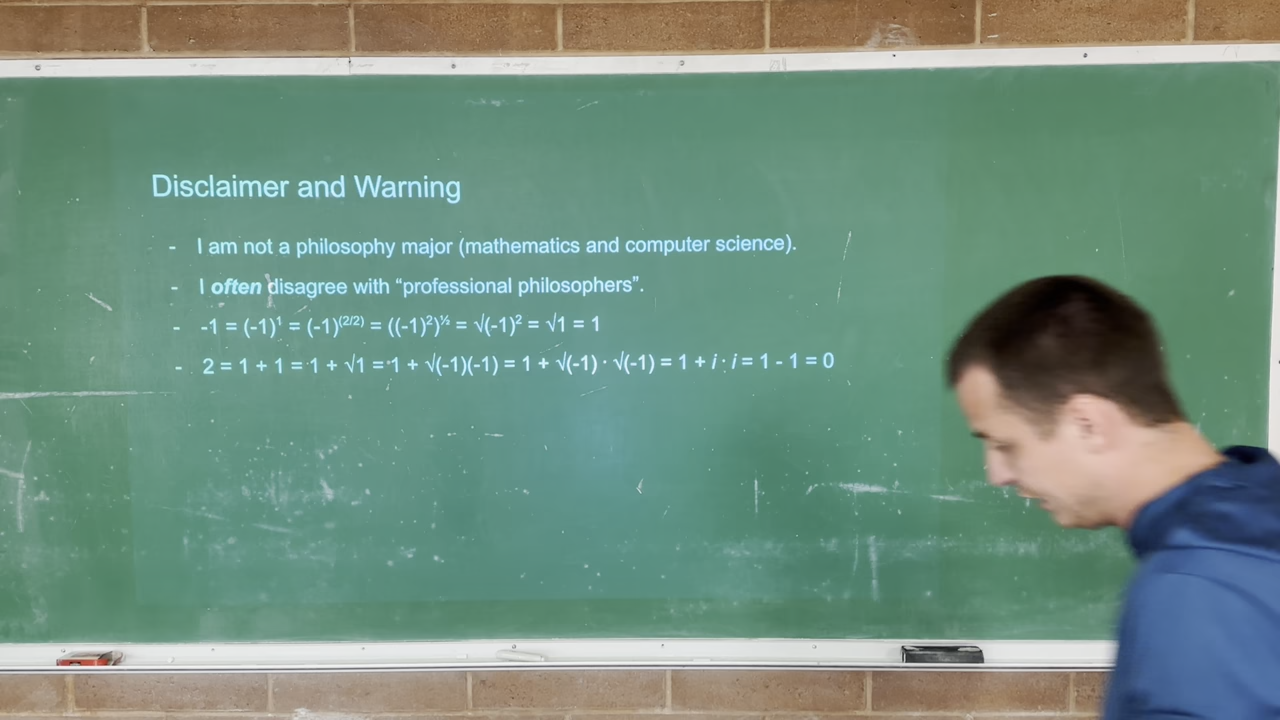 Disclaimer and Warning
- I am not a philosophy major (mathematics and computer science).
- I often disagree with “professional philosophers”.
- -1 = (-1)¹ = (-1)⁽²ᐟ²⁾ = ((-1)²)^½ = √(-1)² = √1 = 1
- 2 = 1 + 1 = 1 + √1 = 1 + √(-1)(-1) = 1 + √(-1) · √(-1) = 1 + i · i = 1 - 1 = 0